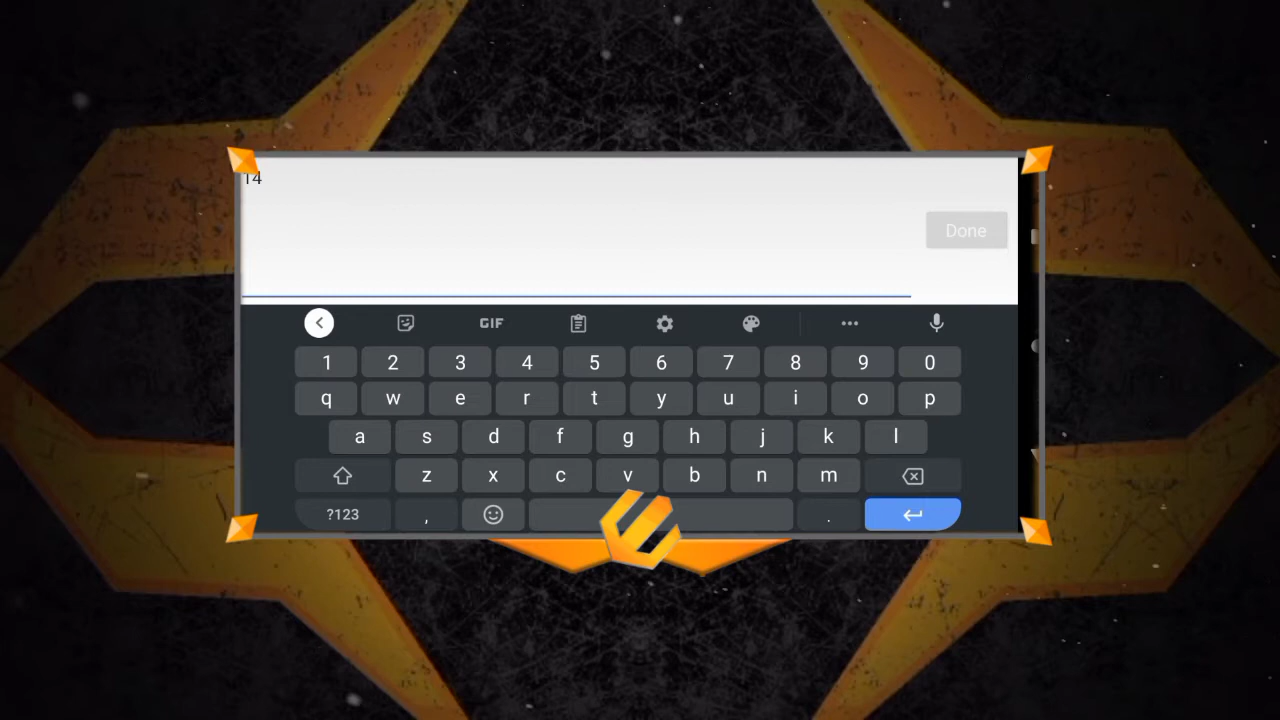 14
Done
GIF
1 2 3 4 5 6 7 8 9 0
q w e r t y u i o p
a s d f g h j k l
z x c v b n m
?123 , .